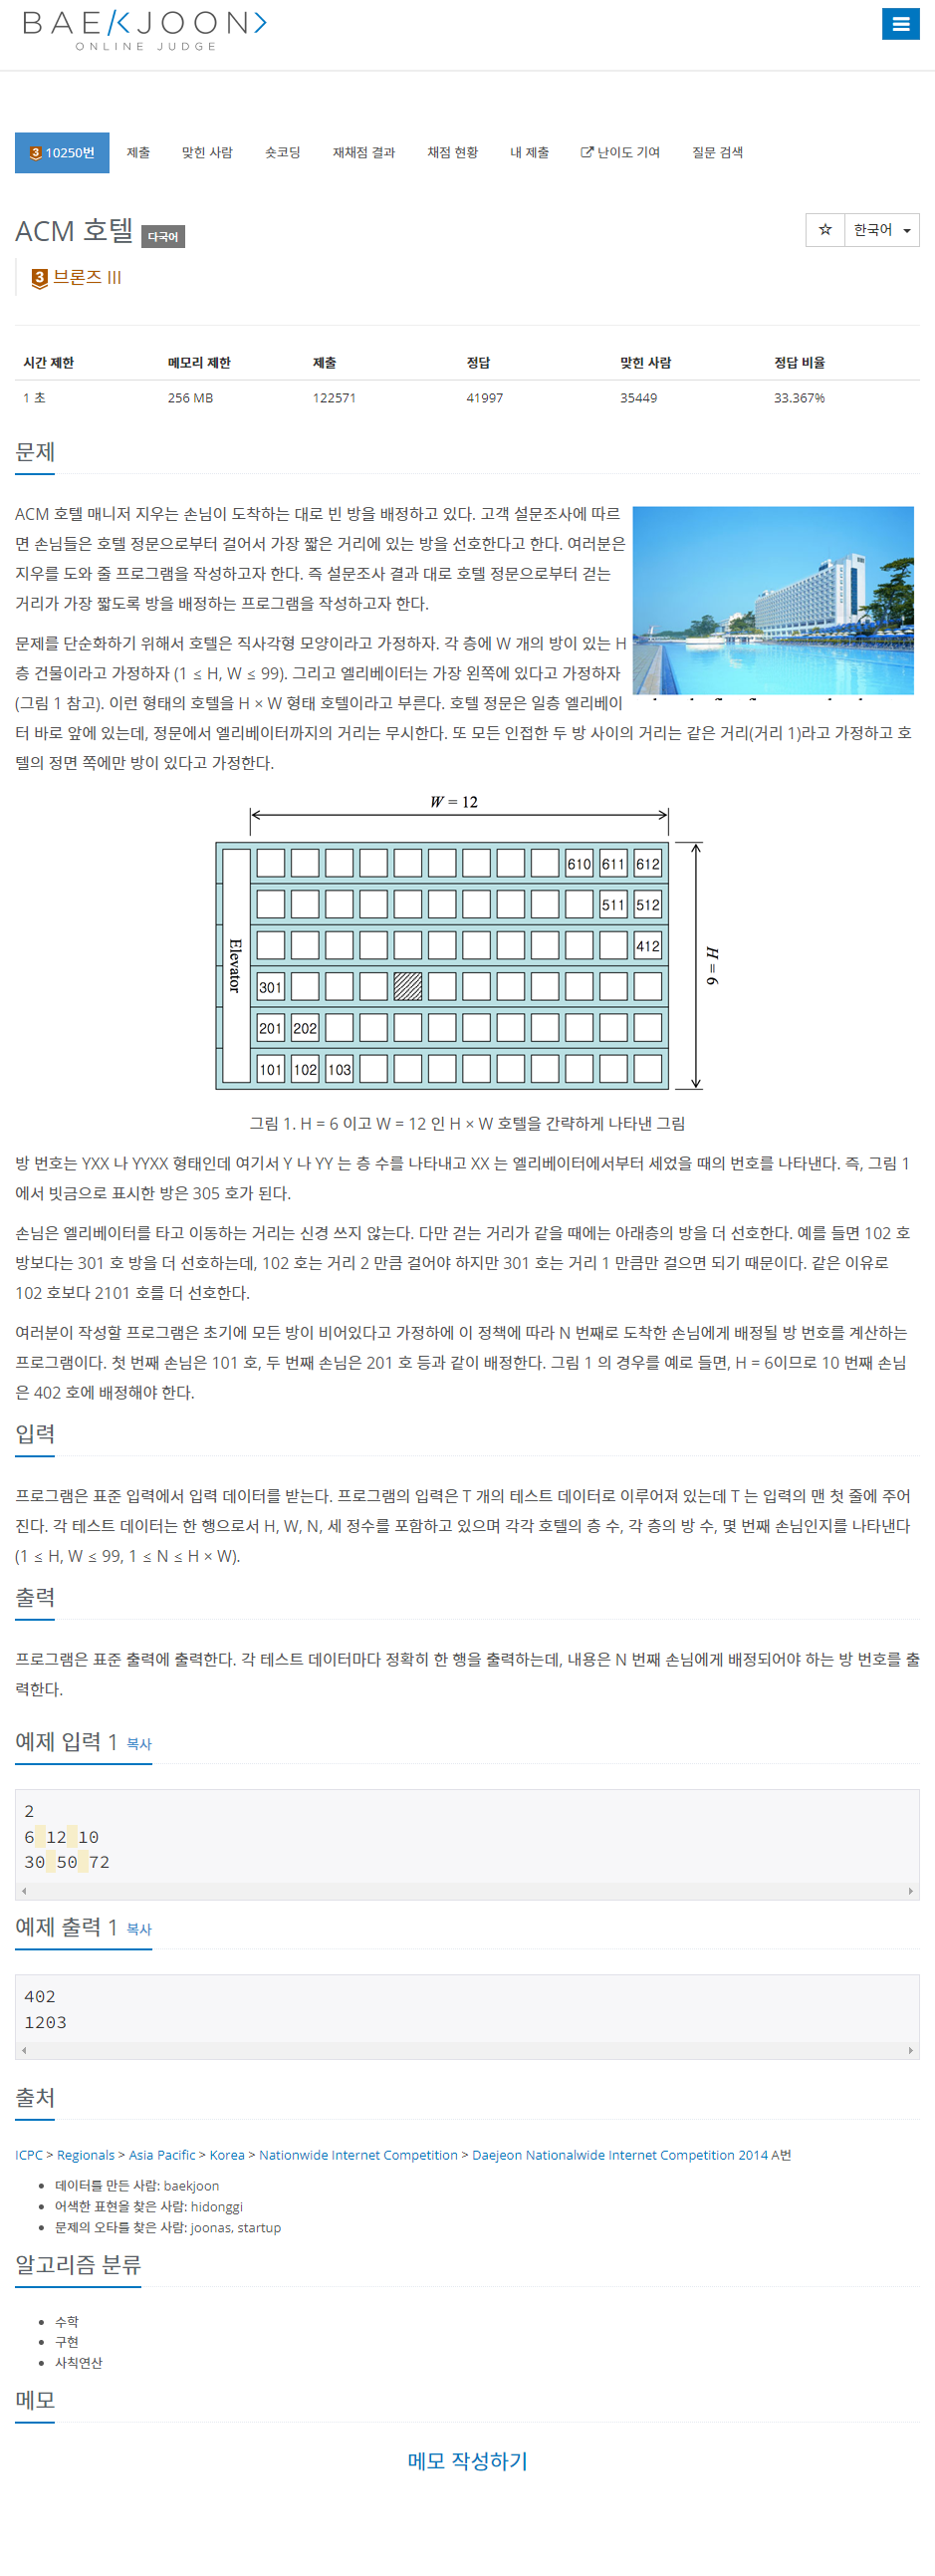 BAEKJOON
ONLINE JUDGE
3 10250번 제출 맞힌 사람 숏코딩 재채점 결과 채점 현황 내 제출 난이도 기여 질문 검색
ACM 호텔 다국어
☆ 한국어
3 브론즈 III
시간 제한 메모리 제한 제출 정답 맞힌 사람 정답 비율
1 초 256 MB 122571 41997 35449 33.367%
문제
ACM 호텔 매니저 지우는 손님이 도착하는 대로 빈 방을 배정하고 있다. 고객 설문조사에 따르
면 손님들은 호텔 정문으로부터 걸어서 가장 짧은 거리에 있는 방을 선호한다고 한다. 여러분은
지우를 도와 줄 프로그램을 작성하고자 한다. 즉 설문조사 결과 대로 호텔 정문으로부터 걷는
거리가 가장 짧도록 방을 배정하는 프로그램을 작성하고자 한다.
문제를 단순화하기 위해서 호텔은 직사각형 모양이라고 가정하자. 각 층에 W 개의 방이 있는 H
층 건물이라고 가정하자 (1 ≤ H, W ≤ 99). 그리고 엘리베이터는 가장 왼쪽에 있다고 가정하자
(그림 1 참고). 이런 형태의 호텔을 H × W 형태 호텔이라고 부른다. 호텔 정문은 일층 엘리베이
터 바로 앞에 있는데, 정문에서 엘리베이터까지의 거리는 무시한다. 또 모든 인접한 두 방 사이의 거리는 같은 거리(거리 1)라고 가정하고 호
텔의 정면 쪽에만 방이 있다고 가정한다.
W = 12
610 611 612
511 512
412
Elevator
H = 6
301
201 202
101 102 103
그림 1. H = 6 이고 W = 12 인 H × W 호텔을 간략하게 나타낸 그림
방 번호는 YXX 나 YYXX 형태인데 여기서 Y 나 YY 는 층 수를 나타내고 XX 는 엘리베이터에서부터 세었을 때의 번호를 나타낸다. 즉, 그림 1
에서 빗금으로 표시한 방은 305 호가 된다.
손님은 엘리베이터를 타고 이동하는 거리는 신경 쓰지 않는다. 다만 걷는 거리가 같을 때에는 아래층의 방을 더 선호한다. 예를 들면 102 호
방보다는 301 호 방을 더 선호하는데, 102 호는 거리 2 만큼 걸어야 하지만 301 호는 거리 1 만큼만 걸으면 되기 때문이다. 같은 이유로
102 호보다 2101 호를 더 선호한다.
여러분이 작성할 프로그램은 초기에 모든 방이 비어있다고 가정하에 이 정책에 따라 N 번째로 도착한 손님에게 배정될 방 번호를 계산하는
프로그램이다. 첫 번째 손님은 101 호, 두 번째 손님은 201 호 등과 같이 배정한다. 그림 1 의 경우를 예로 들면, H = 6이므로 10 번째 손님
은 402 호에 배정해야 한다.
입력
프로그램은 표준 입력에서 입력 데이터를 받는다. 프로그램의 입력은 T 개의 테스트 데이터로 이루어져 있는데 T 는 입력의 맨 첫 줄에 주어
진다. 각 테스트 데이터는 한 행으로서 H, W, N, 세 정수를 포함하고 있으며 각각 호텔의 층 수, 각 층의 방 수, 몇 번째 손님인지를 나타낸다
(1 ≤ H, W ≤ 99, 1 ≤ N ≤ H × W).
출력
프로그램은 표준 출력에 출력한다. 각 테스트 데이터마다 정확히 한 행을 출력하는데, 내용은 N 번째 손님에게 배정되어야 하는 방 번호를 출
력한다.
예제 입력 1 복사
2
6 12 10
30 50 72
예제 출력 1 복사
402
1203
출처
ICPC > Regionals > Asia Pacific > Korea > Nationwide Internet Competition > Daejeon Nationalwide Internet Competition 2014 A번
데이터를 만든 사람: baekjoon
어색한 표현을 찾은 사람: hidonggi
문제의 오타를 찾은 사람: joonas, startup
알고리즘 분류
수학
구현
사칙연산
메모
메모 작성하기